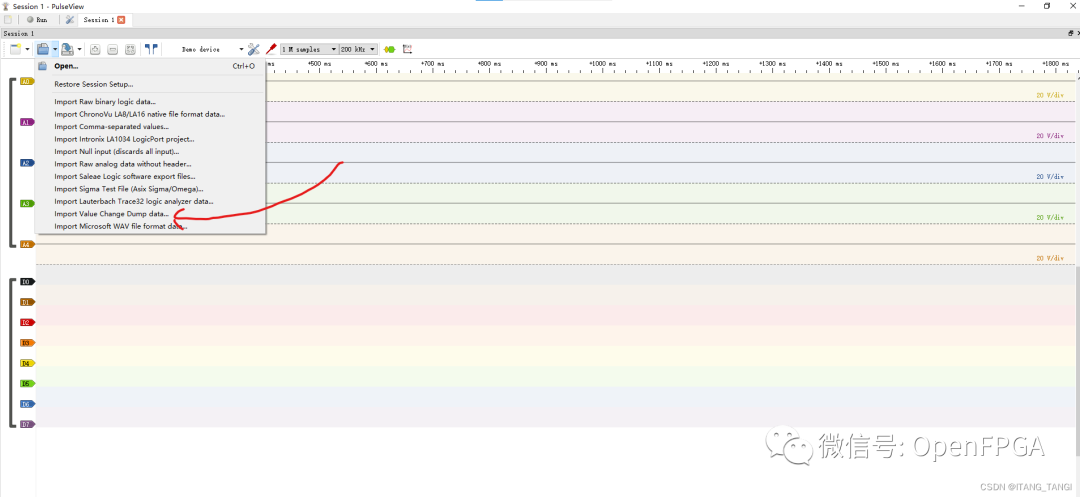 Session 1 - PulseView
Run
Session 1
Session 1
Demo device
1 M samples
200 kHz
Open...
Ctrl+O
Restore Session Setup...
Import Raw binary logic data...
Import ChronoVu LA8/LA16 native file format data...
Import Comma-separated values...
Import Intronix LA1034 LogicPort project...
Import Null input (discards all input)...
Import Raw analog data without header...
Import Saleae Logic software export files...
Import Sigma Test File (Asix Sigma/Omega)...
Import Lauterbach Trace32 logic analyzer data...
Import Value Change Dump data...
Import Microsoft WAV file format data...
ms +500 ms +600 ms +700 ms +800 ms +900 ms +1000 ms +1100 ms +1200 ms +1300 ms +1400 ms +1500 ms +1600 ms +1700 ms +1800 ms
A0
20 V/div
A1
20 V/div
A2
20 V/div
A3
20 V/div
A4
20 V/div
D0
D1
D2
D3
D4
D5
D6
D7
微信号: OpenFPGA
CSDN @ITANG_TANGI